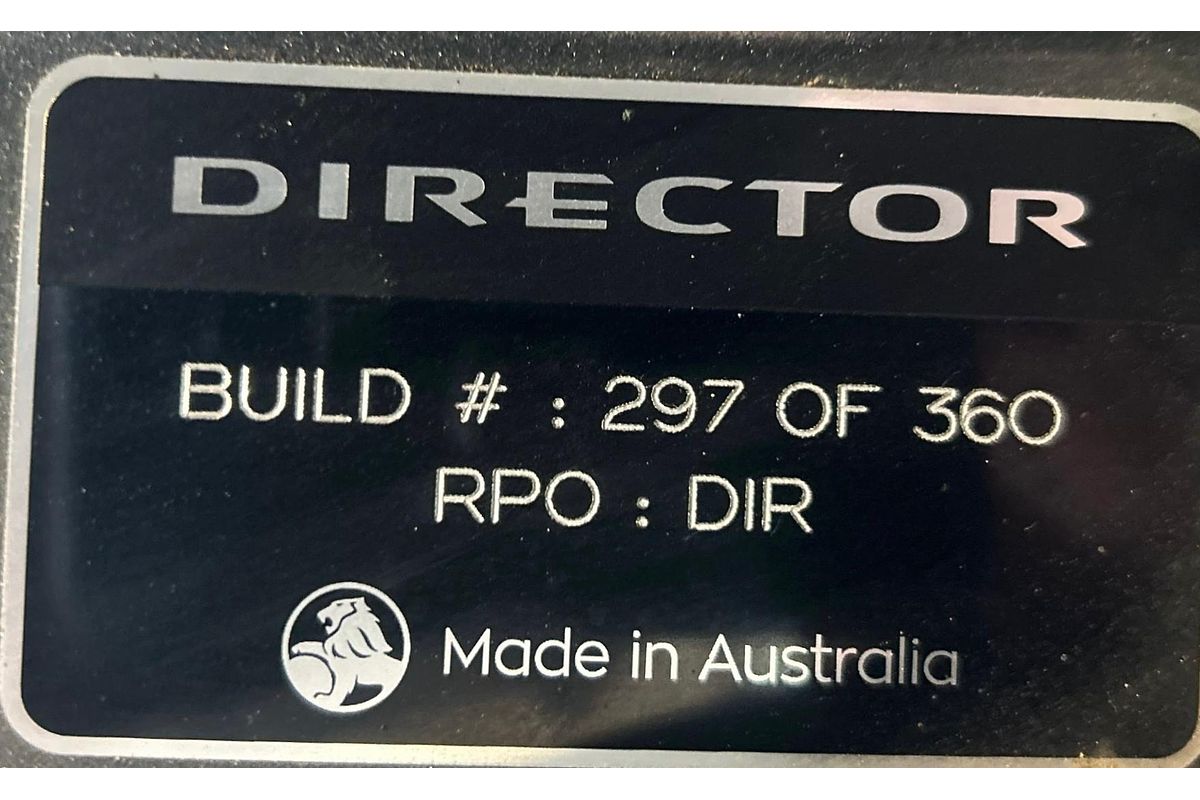 DIRECTOR
BUILD # : 297 OF 360
RPO : DIR
Made in Australia